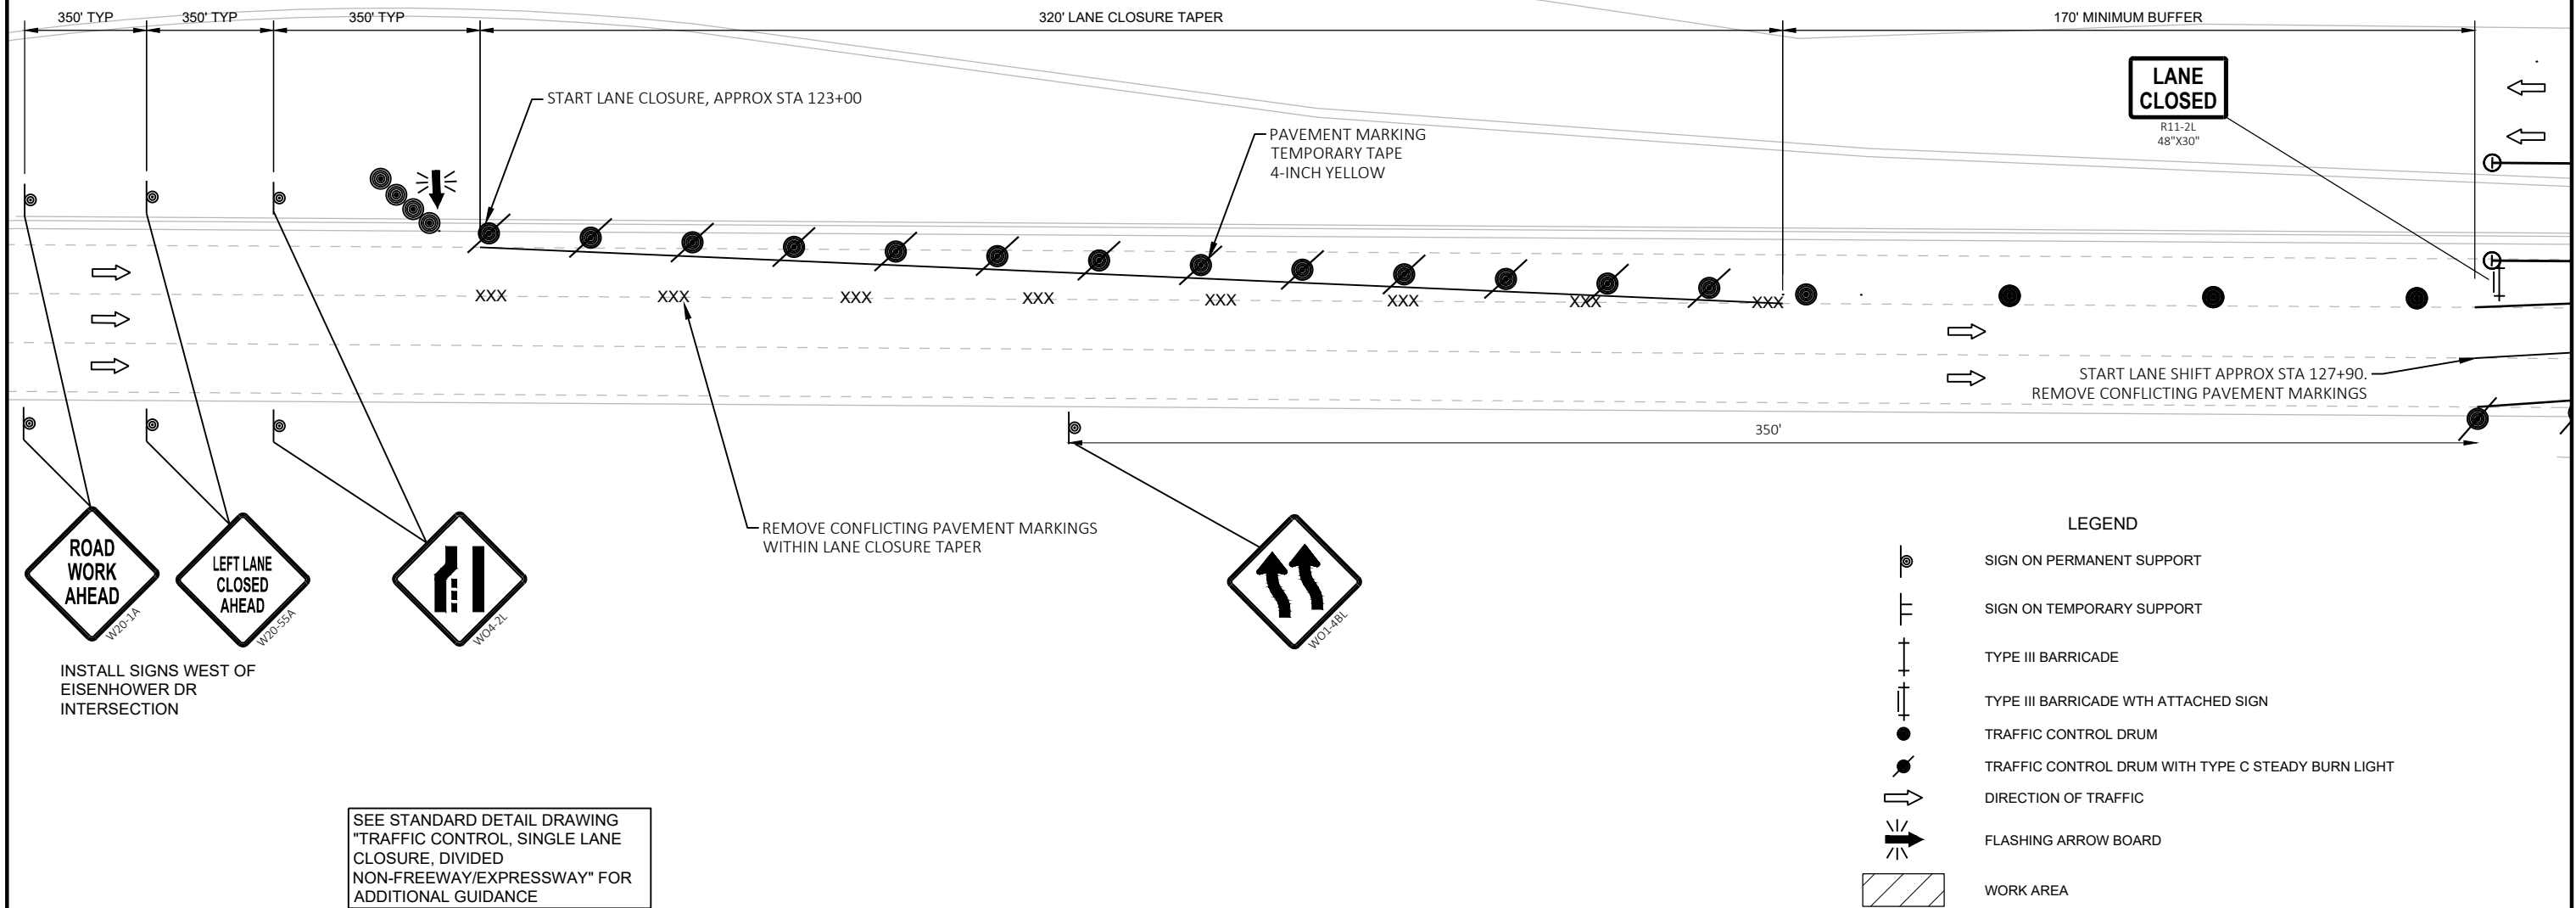 350' TYP
350' TYP
350' TYP
320' LANE CLOSURE TAPER
170' MINIMUM BUFFER
START LANE CLOSURE, APPROX STA 123+00
PAVEMENT MARKING
TEMPORARY TAPE
4-INCH YELLOW
LANE
CLOSED
R11-2L
48"X30"
XXX
XXX
XXX
XXX
XXX
XXX
XXX
XXX
START LANE SHIFT APPROX STA 127+90.
REMOVE CONFLICTING PAVEMENT MARKINGS
350'
REMOVE CONFLICTING PAVEMENT MARKINGS
WITHIN LANE CLOSURE TAPER
ROAD
WORK
AHEAD
W20-1A
LEFT LANE
CLOSED
AHEAD
W20-55A
WO4-2L
WO1-4BL
INSTALL SIGNS WEST OF
EISENHOWER DR
INTERSECTION
SEE STANDARD DETAIL DRAWING
"TRAFFIC CONTROL, SINGLE LANE
CLOSURE, DIVIDED
NON-FREEWAY/EXPRESSWAY" FOR
ADDITIONAL GUIDANCE
LEGEND
SIGN ON PERMANENT SUPPORT
SIGN ON TEMPORARY SUPPORT
TYPE III BARRICADE
TYPE III BARRICADE WTH ATTACHED SIGN
TRAFFIC CONTROL DRUM
TRAFFIC CONTROL DRUM WITH TYPE C STEADY BURN LIGHT
DIRECTION OF TRAFFIC
FLASHING ARROW BOARD
WORK AREA